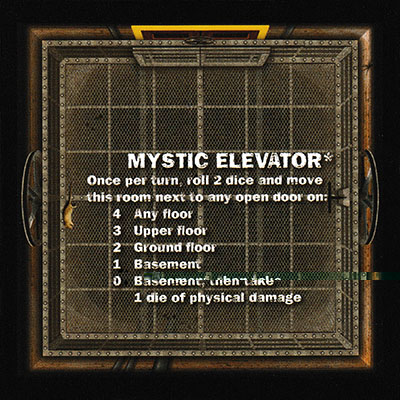 MYSTIC ELEVATOR*
Once per turn, roll 2 dice and move
this room next to any open door on:
4 Any floor
3 Upper floor
2 Ground floor
1 Basement
0 Basement, then take
1 die of physical damage